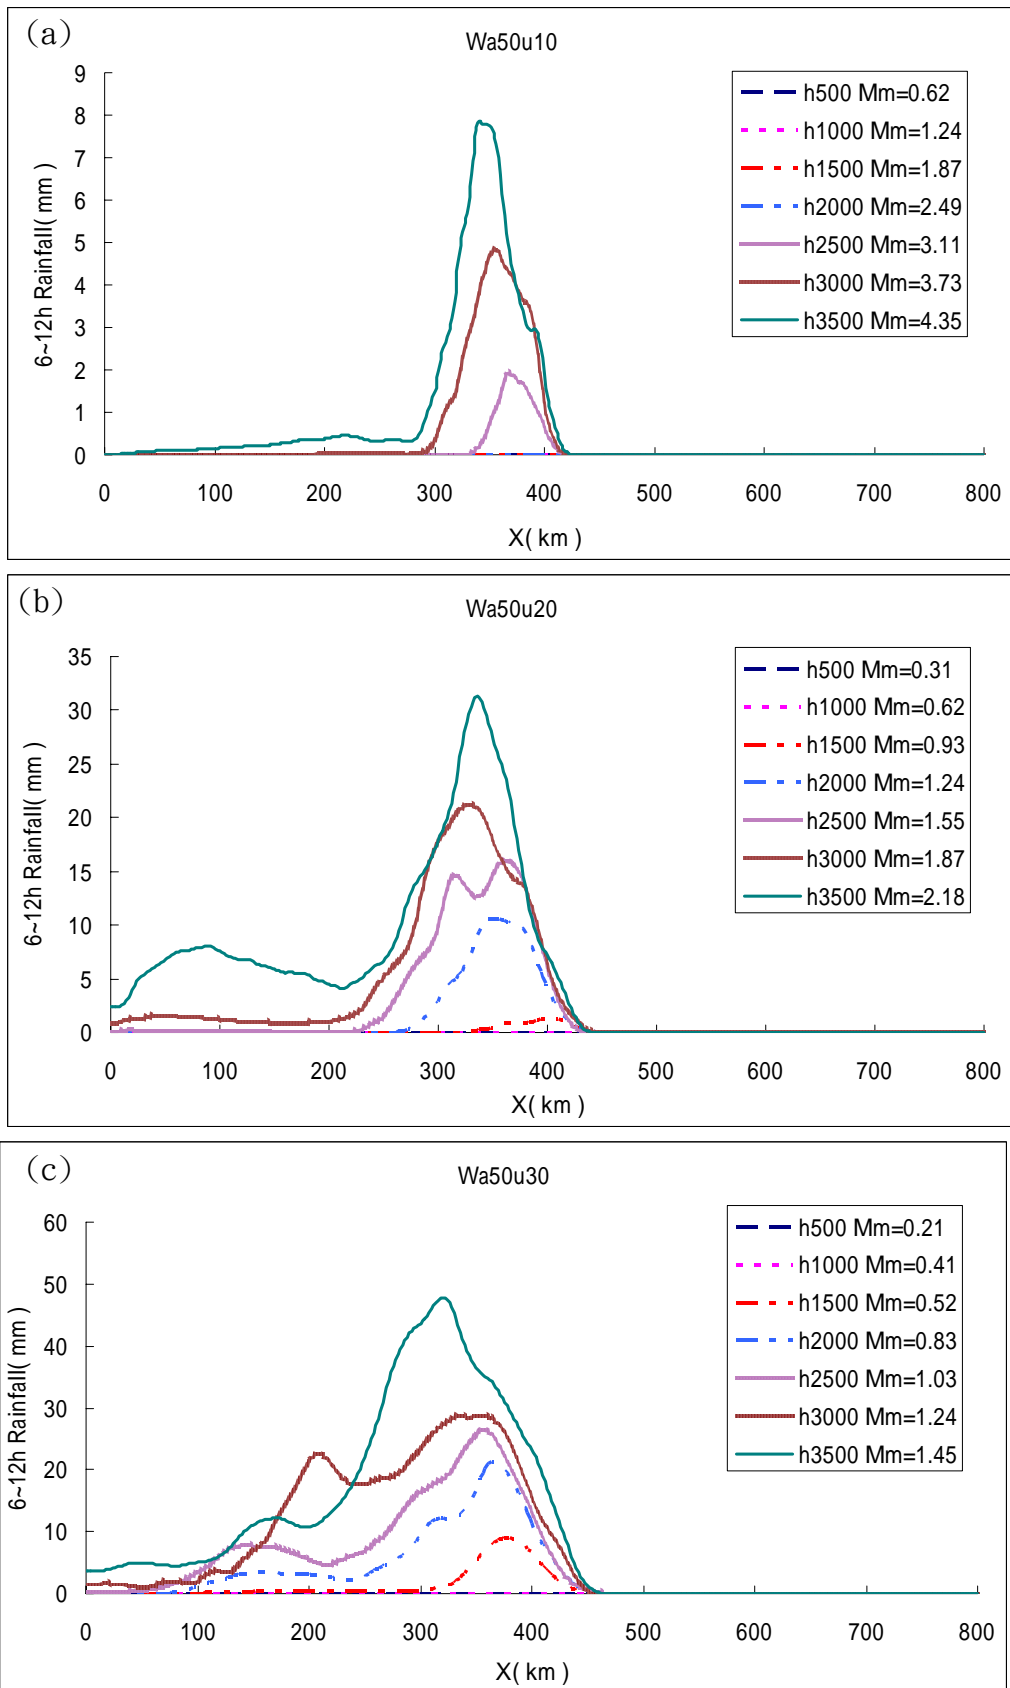 (a)
Wa50u10
9
8
7
6
5
4
3
2
1
0
6~12h Rainfall( mm )
0 100 200 300 400 500 600 700 800
X( km )
h500 Mm=0.62
h1000 Mm=1.24
h1500 Mm=1.87
h2000 Mm=2.49
h2500 Mm=3.11
h3000 Mm=3.73
h3500 Mm=4.35
(b)
Wa50u20
35
30
25
20
15
10
5
0
6~12h Rainfall( mm )
0 100 200 300 400 500 600 700 800
X( km )
h500 Mm=0.31
h1000 Mm=0.62
h1500 Mm=0.93
h2000 Mm=1.24
h2500 Mm=1.55
h3000 Mm=1.87
h3500 Mm=2.18
(c)
Wa50u30
60
50
40
30
20
10
0
6~12h Rainfall( mm )
0 100 200 300 400 500 600 700 800
X( km )
h500 Mm=0.21
h1000 Mm=0.41
h1500 Mm=0.52
h2000 Mm=0.83
h2500 Mm=1.03
h3000 Mm=1.24
h3500 Mm=1.45